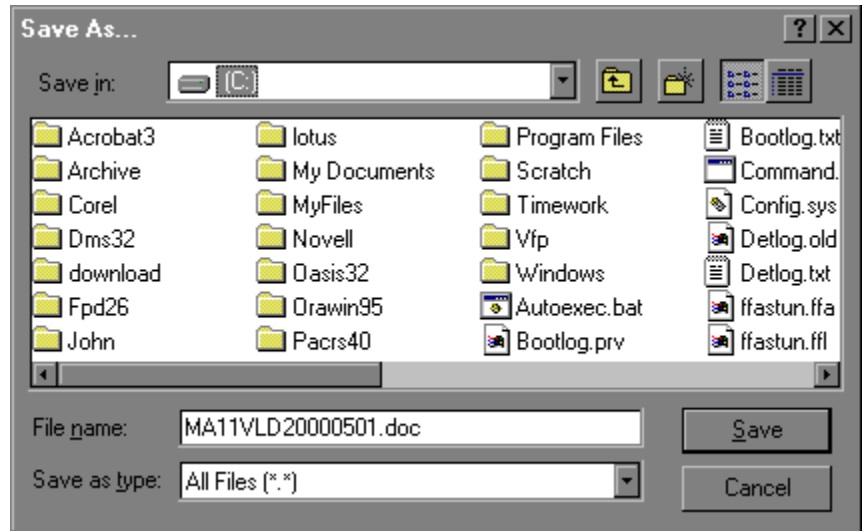 Save As...
Save in: (C:)
Acrobat3 lotus Program Files Bootlog.txt
Archive My Documents Scratch Command.
Corel MyFiles Timework Config.sys
Dms32 Novell Vfp Detlog.old
download Oasis32 Windows Detlog.txt
Fpd26 Orawin95 Autoexec.bat ffastun.ffa
John Pacrs40 Bootlog.prv ffastun.ffl
File name: MA11VLD20000501.doc Save
Save as type: All Files (*.*) Cancel